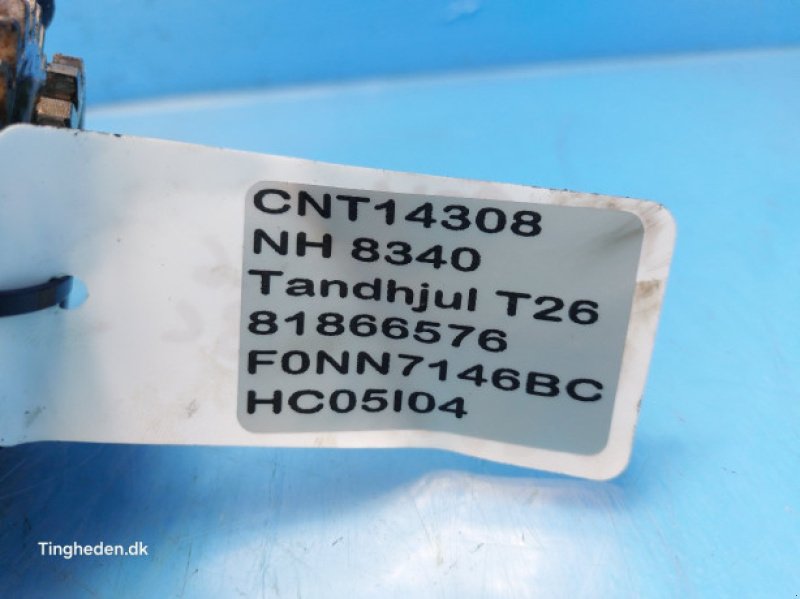 CNT14308
NH 8340
Tandhjul T26
81866576
F0NN7146BC
HC05I04
Tingheden.dk